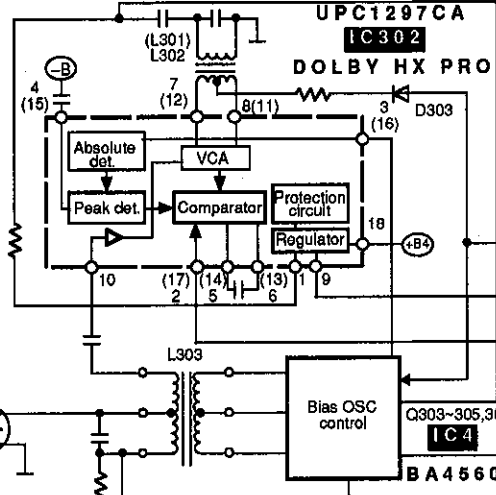 UPC1297CA
IC302
DOLBY HX PRO
(L301)
L302
-B
4
(15)
7
(12)
8(11)
3
(16)
D303
Absolute
det.
VCA
Peak det.
Comparator
Protection
circuit
Regulator
18
+B4
10
(17)
2
(14)
5
(13)
6
1
9
L303
Bias OSC
control
Q303~305,30
IC4
BA4560